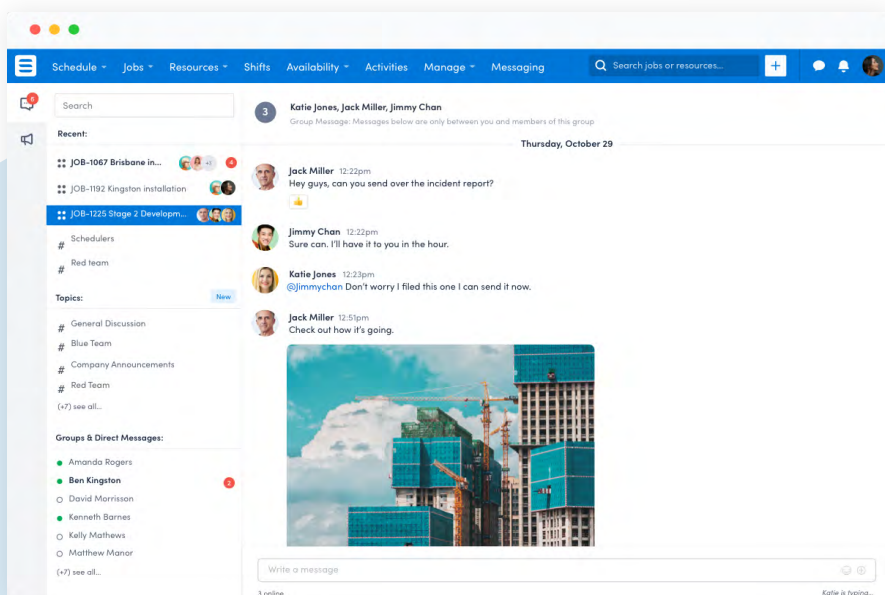 Schedule Jobs Resources Shifts Availability Activities Manage Messaging Search jobs or resources... +
6
Search
Recent:
JOB-1067 Brisbane in... +1 4
JOB-1192 Kingston installation
JOB-1225 Stage 2 Developm...
# Schedulers
# Red team
Topics: New
# General Discussion
# Blue Team
# Company Announcements
# Red Team
(+7) see all...
Groups & Direct Messages:
Amanda Rogers
Ben Kingston 2
David Morrisson
Kenneth Barnes
Kelly Mathews
Matthew Manor
(+7) see all...
3 Katie Jones, Jack Miller, Jimmy Chan
Group Message: Messages below are only between you and members of this group
Thursday, October 29
Jack Miller 12:22pm
Hey guys, can you send over the incident report?
Jimmy Chan 12:22pm
Sure can. I'll have it to you in the hour.
Katie Jones 12:23pm
@Jimmychan Don't worry I filed this one I can send it now.
Jack Miller 12:51pm
Check out how it's going.
Write a message
3 online Katie is typing...